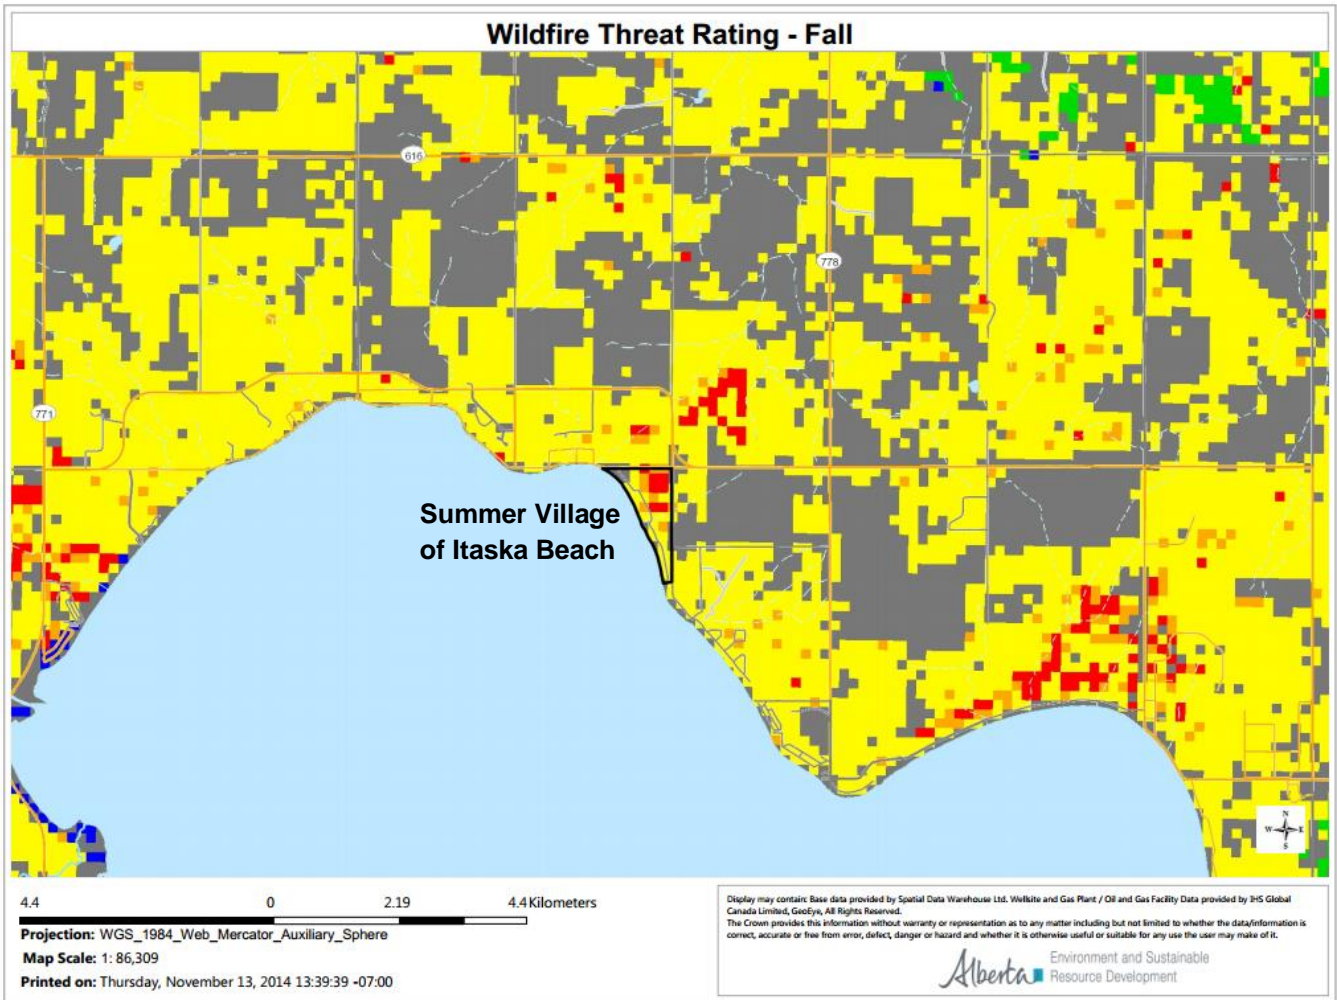 Wildfire Threat Rating - Fall
616
778
771
Summer Village
of Itaska Beach
N
W E
S
4.4 0 2.19 4.4 Kilometers
Projection: WGS_1984_Web_Mercator_Auxiliary_Sphere
Map Scale: 1: 86,309
Printed on: Thursday, November 13, 2014 13:39:39 -07:00
Display may contain: Base data provided by Spatial Data Warehouse Ltd. Wellsite and Gas Plant / Oil and Gas Facility Data provided by IHS Global
Canada Limited, GeoEye, All Rights Reserved.
The Crown provides this information without warranty or representation as to any matter including but not limited to whether the data/information is
correct, accurate or free from error, defect, danger or hazard and whether it is otherwise useful or suitable for any use the user may make of it.
Alberta Environment and Sustainable
Resource Development